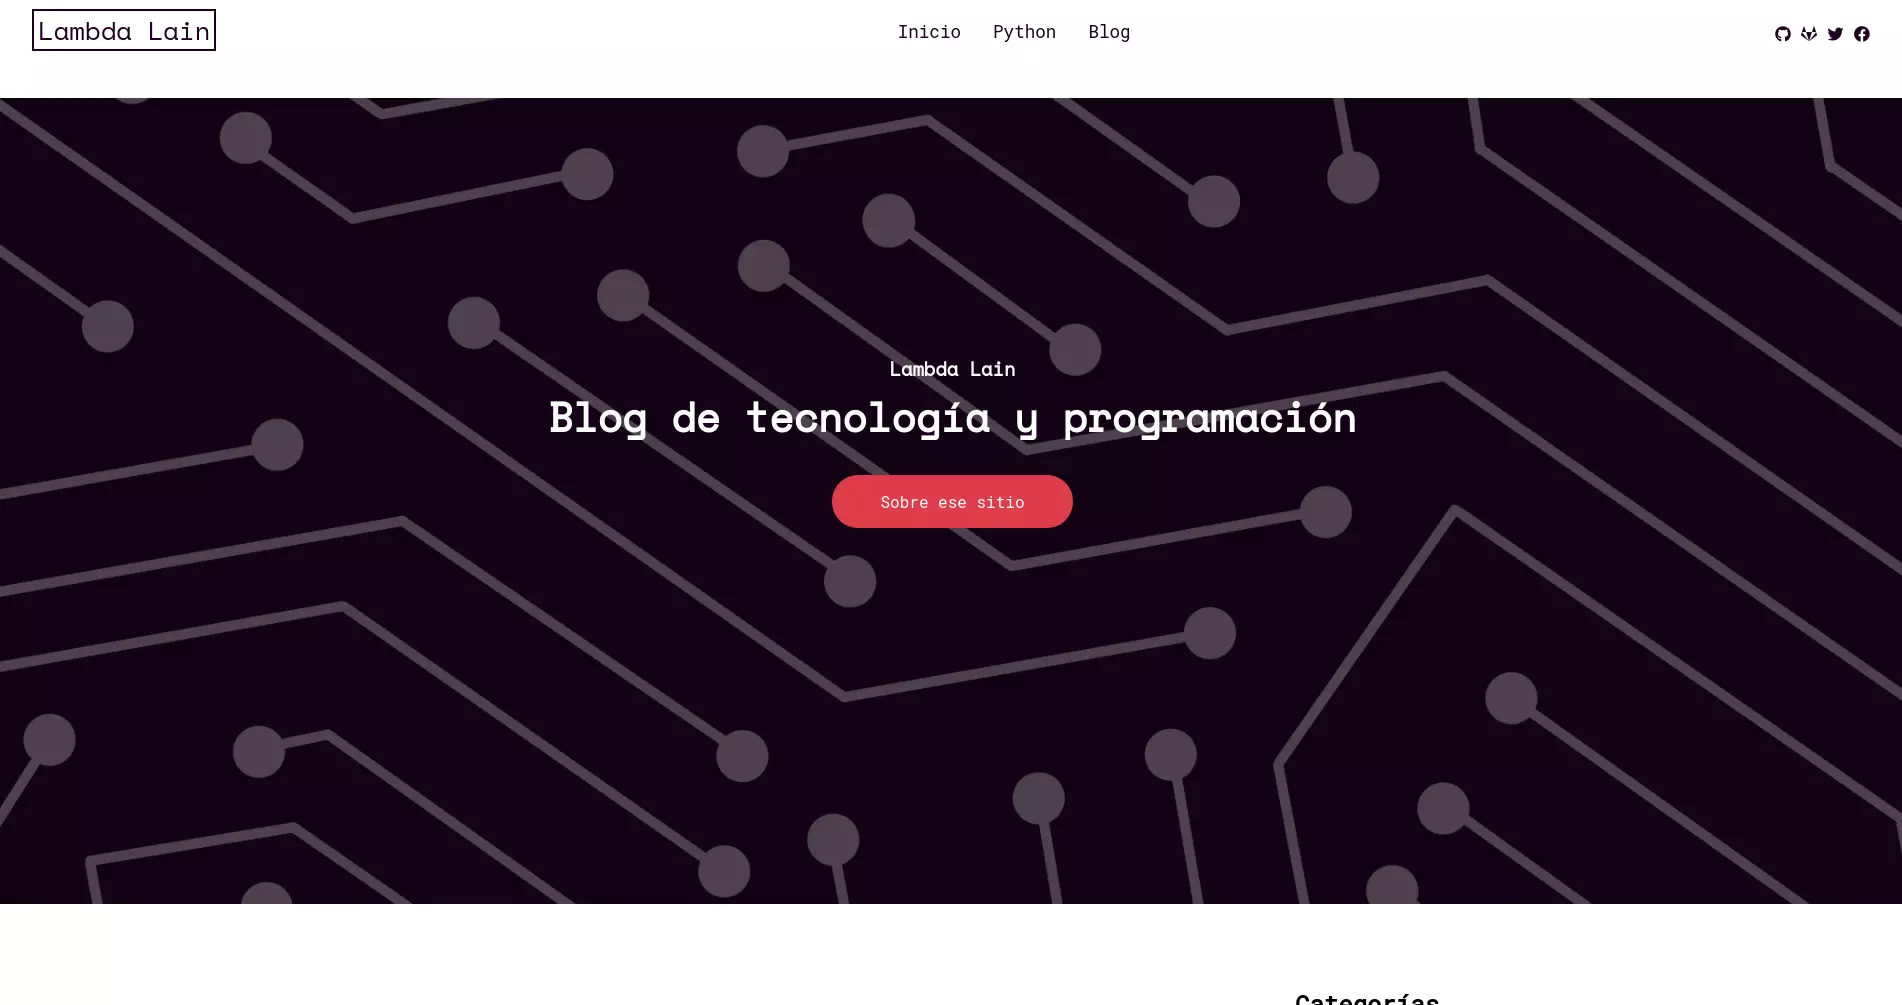 Lambda Lain
Inicio Python Blog
Lambda Lain
Blog de tecnología y programación
Sobre ese sitio
Categorías